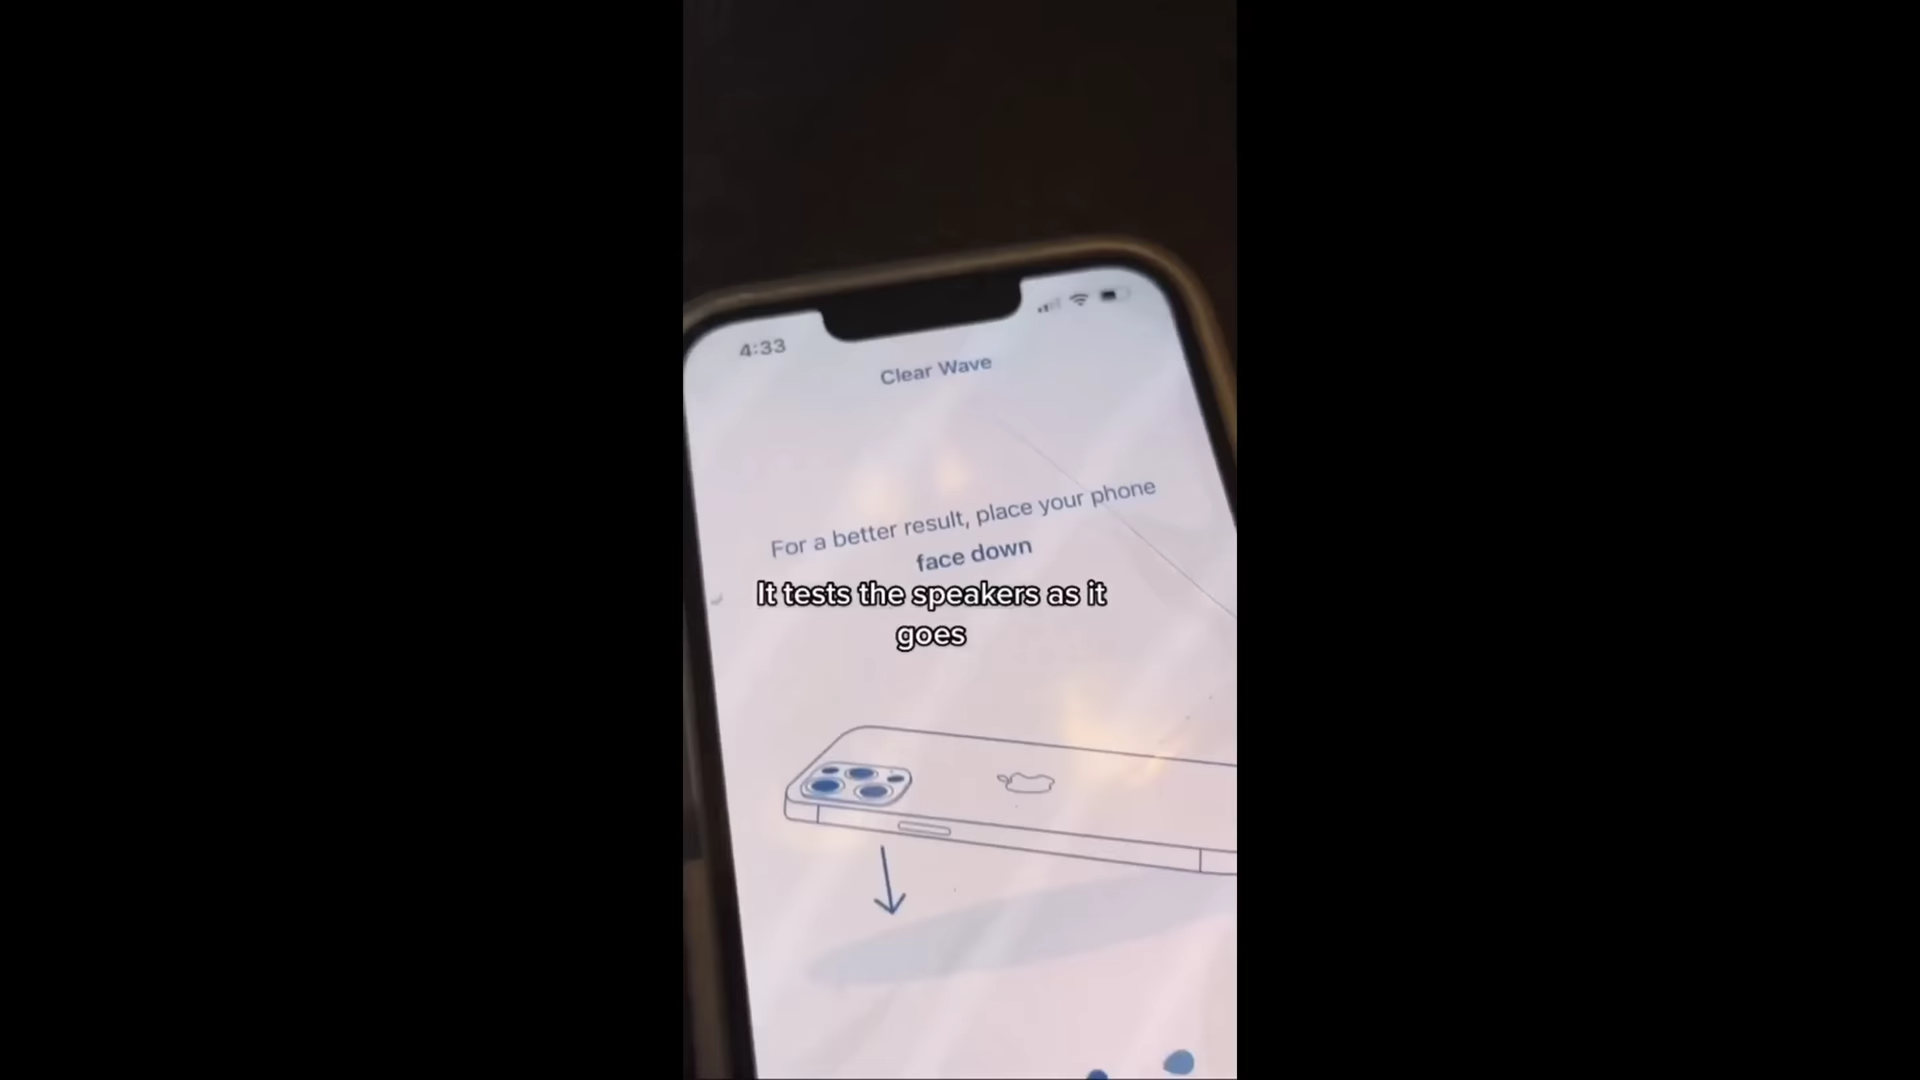 4:33
Clear Wave
For a better result, place your phone
face down
It tests the speakers as it
goes